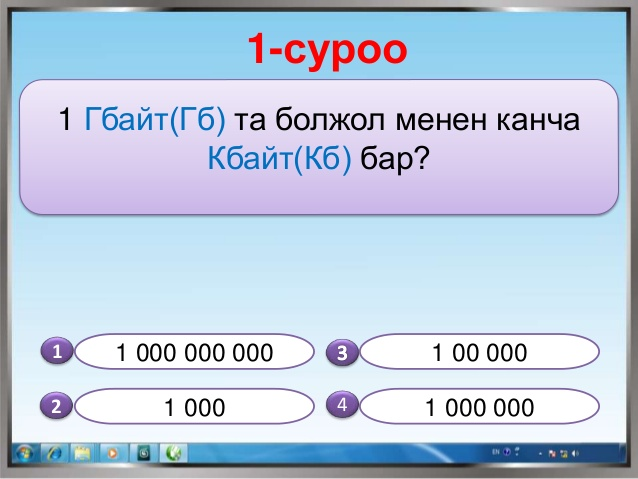 1-суроо
1 Гбайт(Гб) та болжол менен канча
Кбайт(Кб) бар?
1 1 000 000 000
3 1 00 000
2 1 000
4 1 000 000
EN